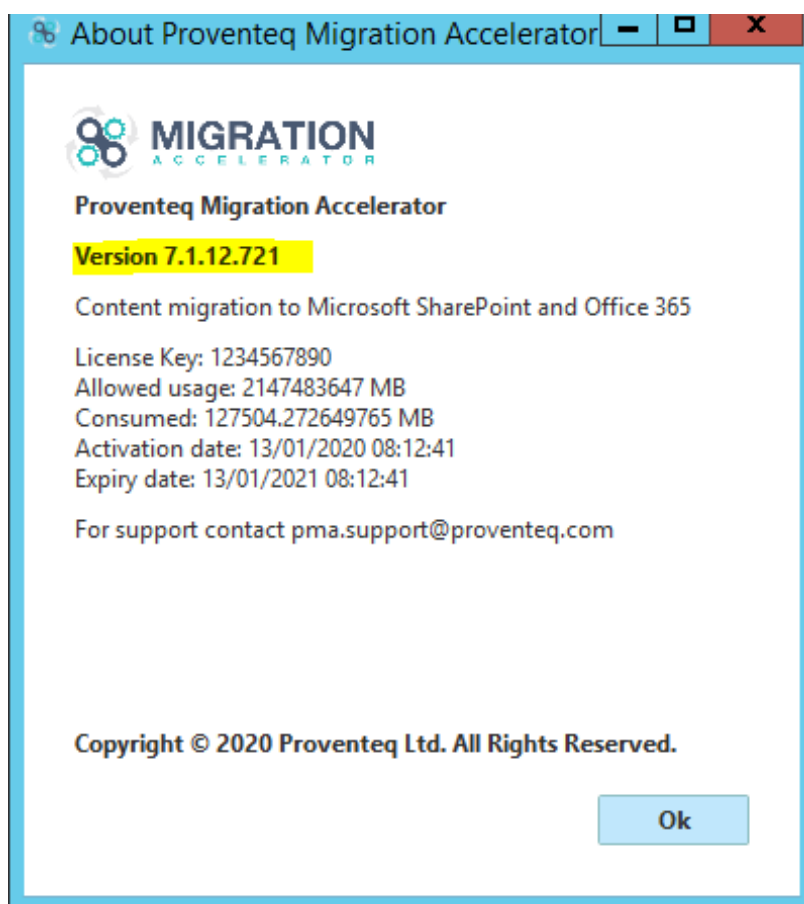 About Proventeq Migration Accelerator
MIGRATION
ACCELERATOR
Proventeq Migration Accelerator
Version 7.1.12.721
Content migration to Microsoft SharePoint and Office 365
License Key: 1234567890
Allowed usage: 2147483647 MB
Consumed: 127504.272649765 MB
Activation date: 13/01/2020 08:12:41
Expiry date: 13/01/2021 08:12:41
For support contact pma.support@proventeq.com
Copyright © 2020 Proventeq Ltd. All Rights Reserved.
Ok